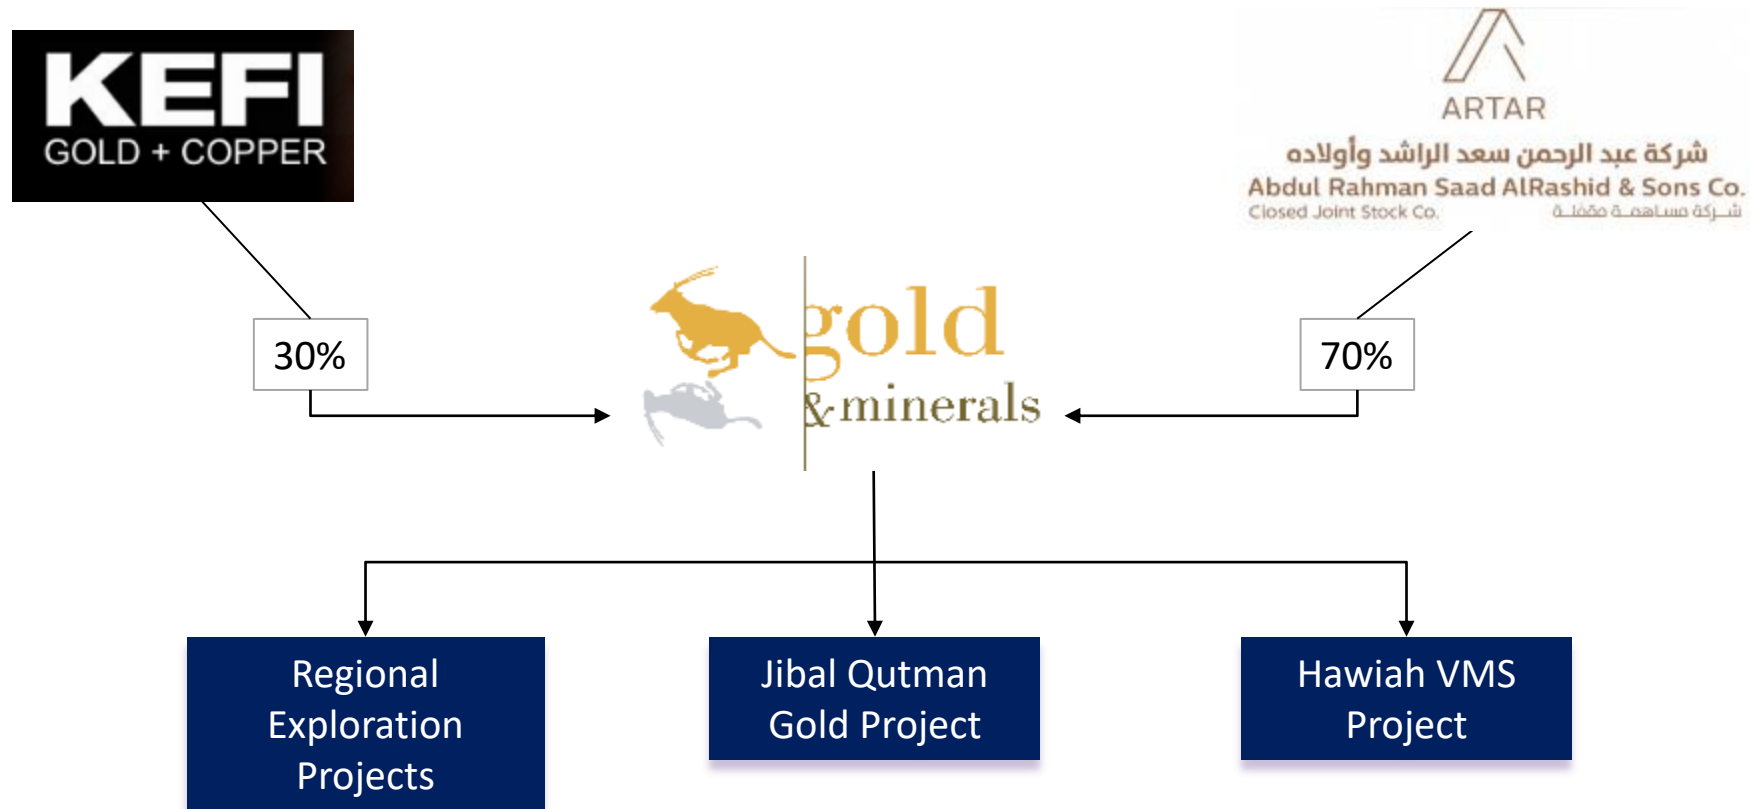 KEFI
GOLD + COPPER
ARTAR
شركة عبد الرحمن سعد الراشد وأولاده
Abdul Rahman Saad AlRashid & Sons Co.
Closed Joint Stock Co.
شركة مساهمة مقفلة
30%
gold
& minerals
70%
Regional
Exploration
Projects
Jibal Qutman
Gold Project
Hawiah VMS
Project